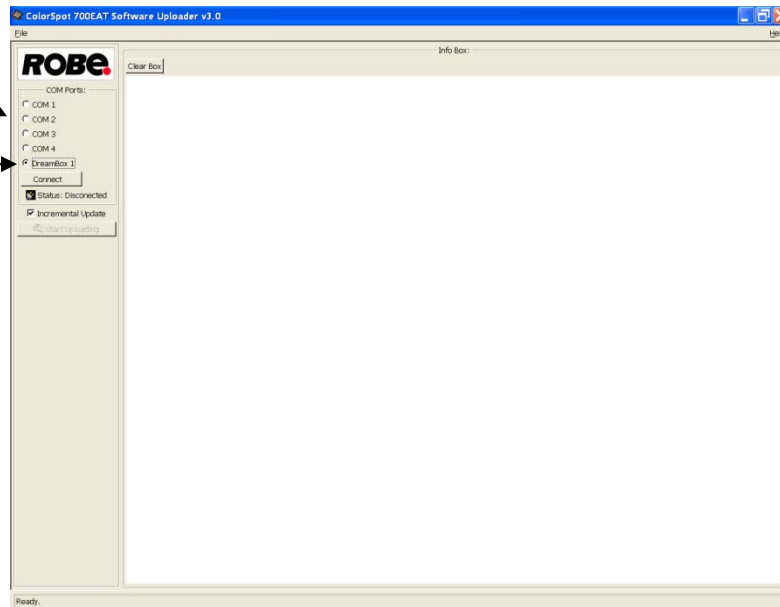 ColorSpot 700EAT Software Uploader v3.0
File
Hel
ROBE.
Info Box:
Clear Box
COM Ports:
COM 1
COM 2
COM 3
COM 4
DreamBox 1
Connect
Status: Disconected
Incremental Update
Start Uploading
Ready.